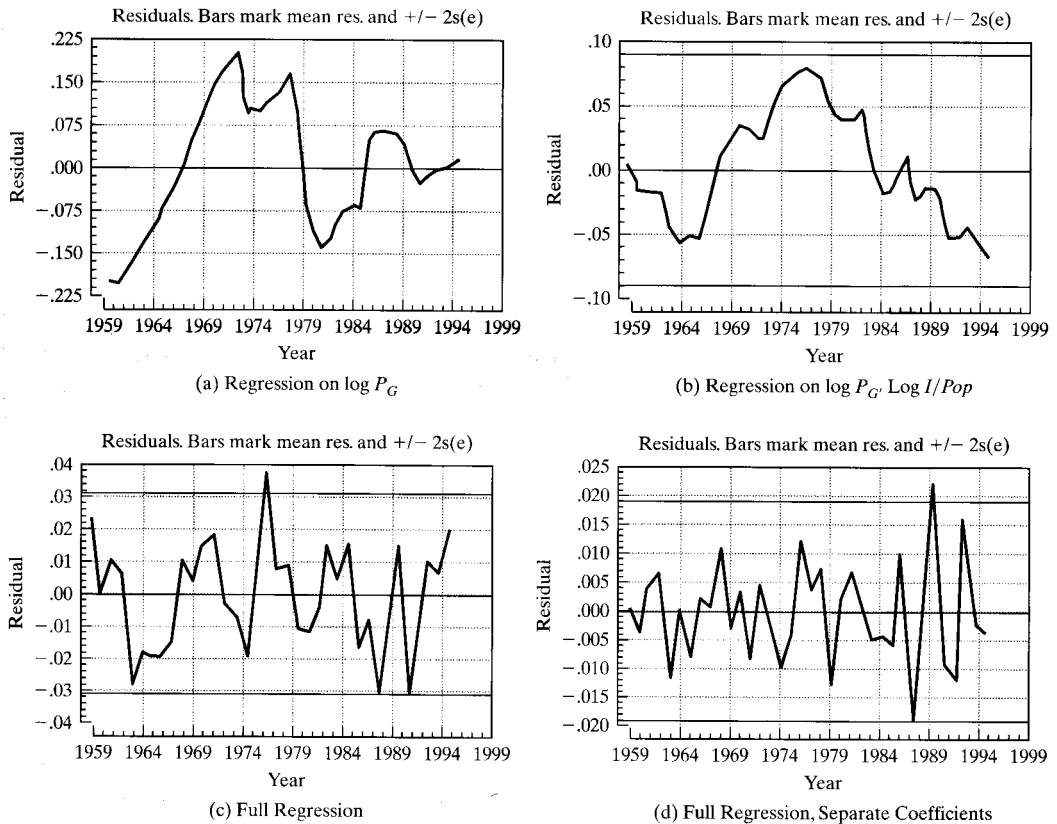 Residuals. Bars mark mean res. and +/− 2s(e)
.225
.150
.075
.000
−.075
−.150
−.225
Residual
1959 1964 1969 1974 1979 1984 1989 1994 1999
Year
(a) Regression on log P_G
Residuals. Bars mark mean res. and +/− 2s(e)
.10
.05
.00
−.05
−.10
Residual
1959 1964 1969 1974 1979 1984 1989 1994 1999
Year
(b) Regression on log P_G, Log I/Pop
Residuals. Bars mark mean res. and +/− 2s(e)
.04
.03
.02
.01
.00
−.01
−.02
−.03
−.04
Residual
1959 1964 1969 1974 1979 1984 1989 1994 1999
Year
(c) Full Regression
Residuals. Bars mark mean res. and +/− 2s(e)
.025
.020
.015
.010
.005
.000
−.005
−.010
−.015
−.020
Residual
1959 1964 1969 1974 1979 1984 1989 1994 1999
Year
(d) Full Regression, Separate Coefficients